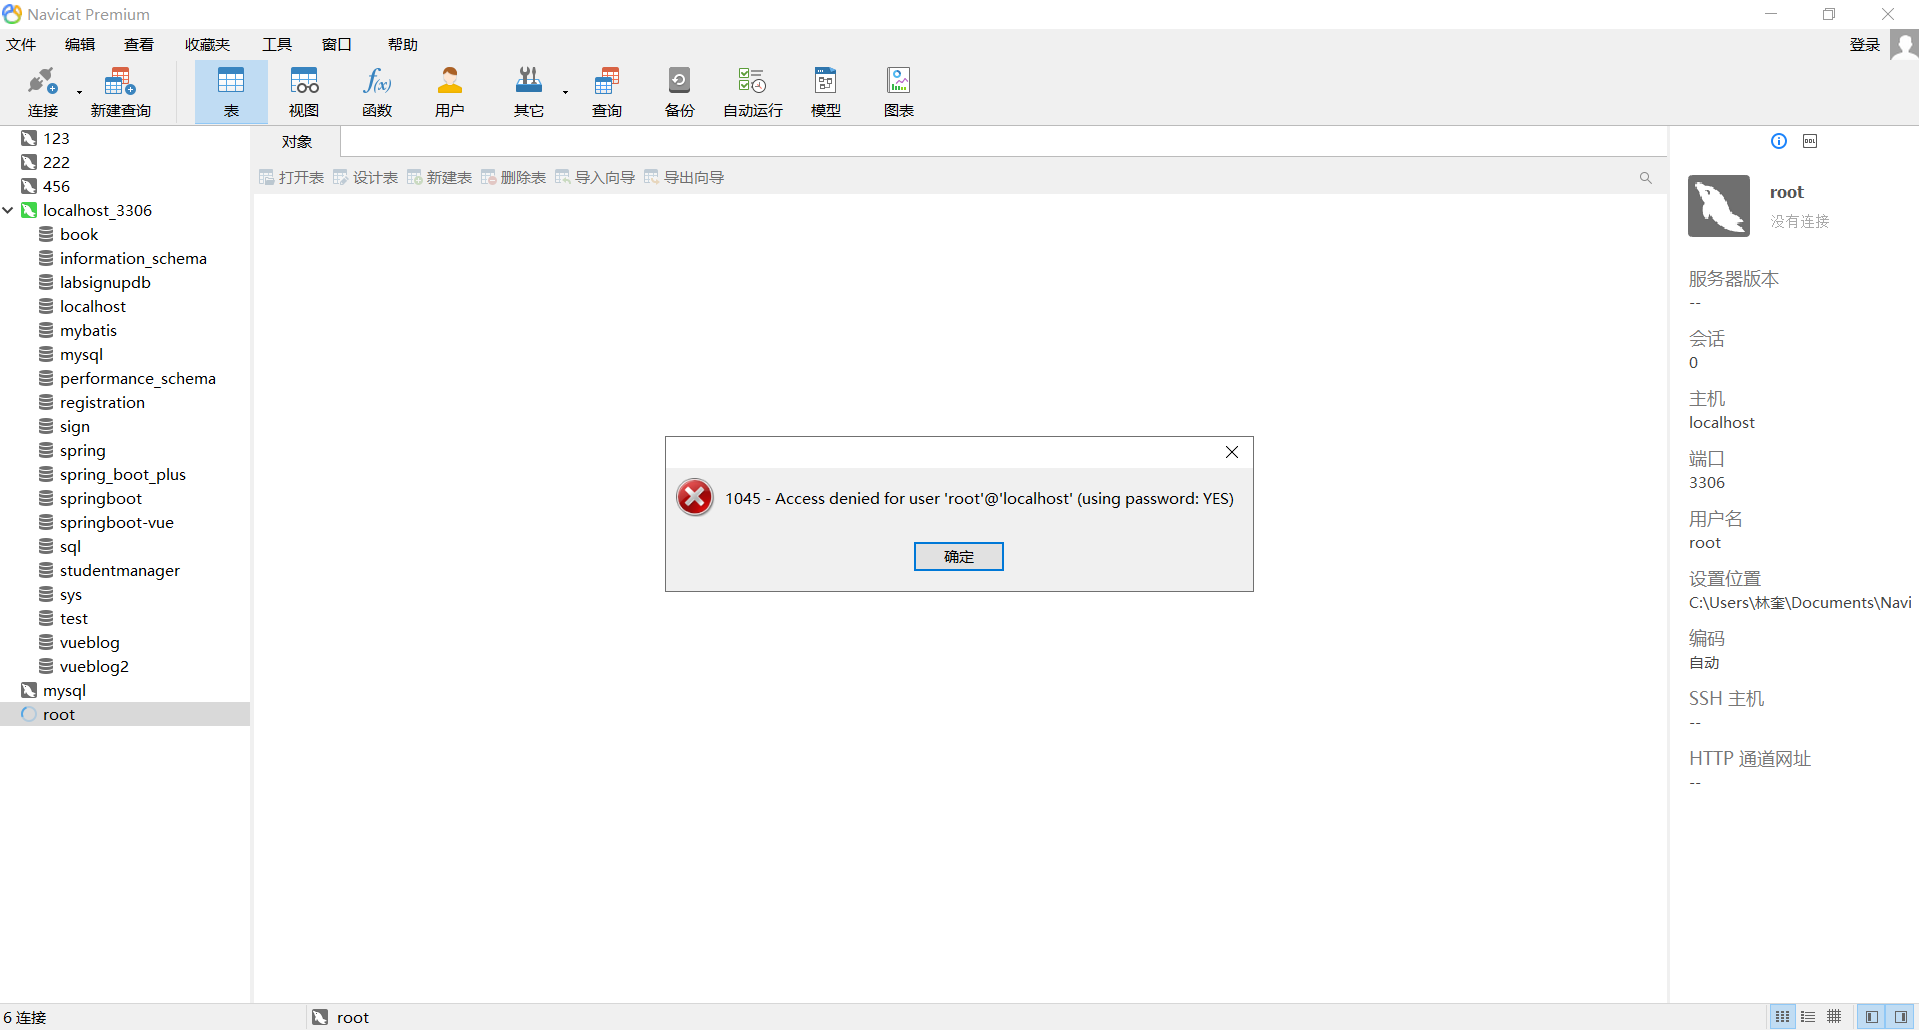 Navicat Premium
文件 编辑 查看 收藏夹 工具 窗口 帮助 登录
连接 新建查询 表 视图 函数 用户 其它 查询 备份 自动运行 模型 图表
123
222
456
localhost_3306
book
information_schema
labsignupdb
localhost
mybatis
mysql
performance_schema
registration
sign
spring
spring_boot_plus
springboot
springboot-vue
sql
studentmanager
sys
test
vueblog
vueblog2
mysql
root
对象
打开表 设计表 新建表 删除表 导入向导 导出向导
1045 - Access denied for user 'root'@'localhost' (using password: YES)
确定
root
没有连接
服务器版本
--
会话
0
主机
localhost
端口
3306
用户名
root
设置位置
C:\Users\林奎\Documents\Navi
编码
自动
SSH 主机
--
HTTP 通道网址
--
6 连接 root